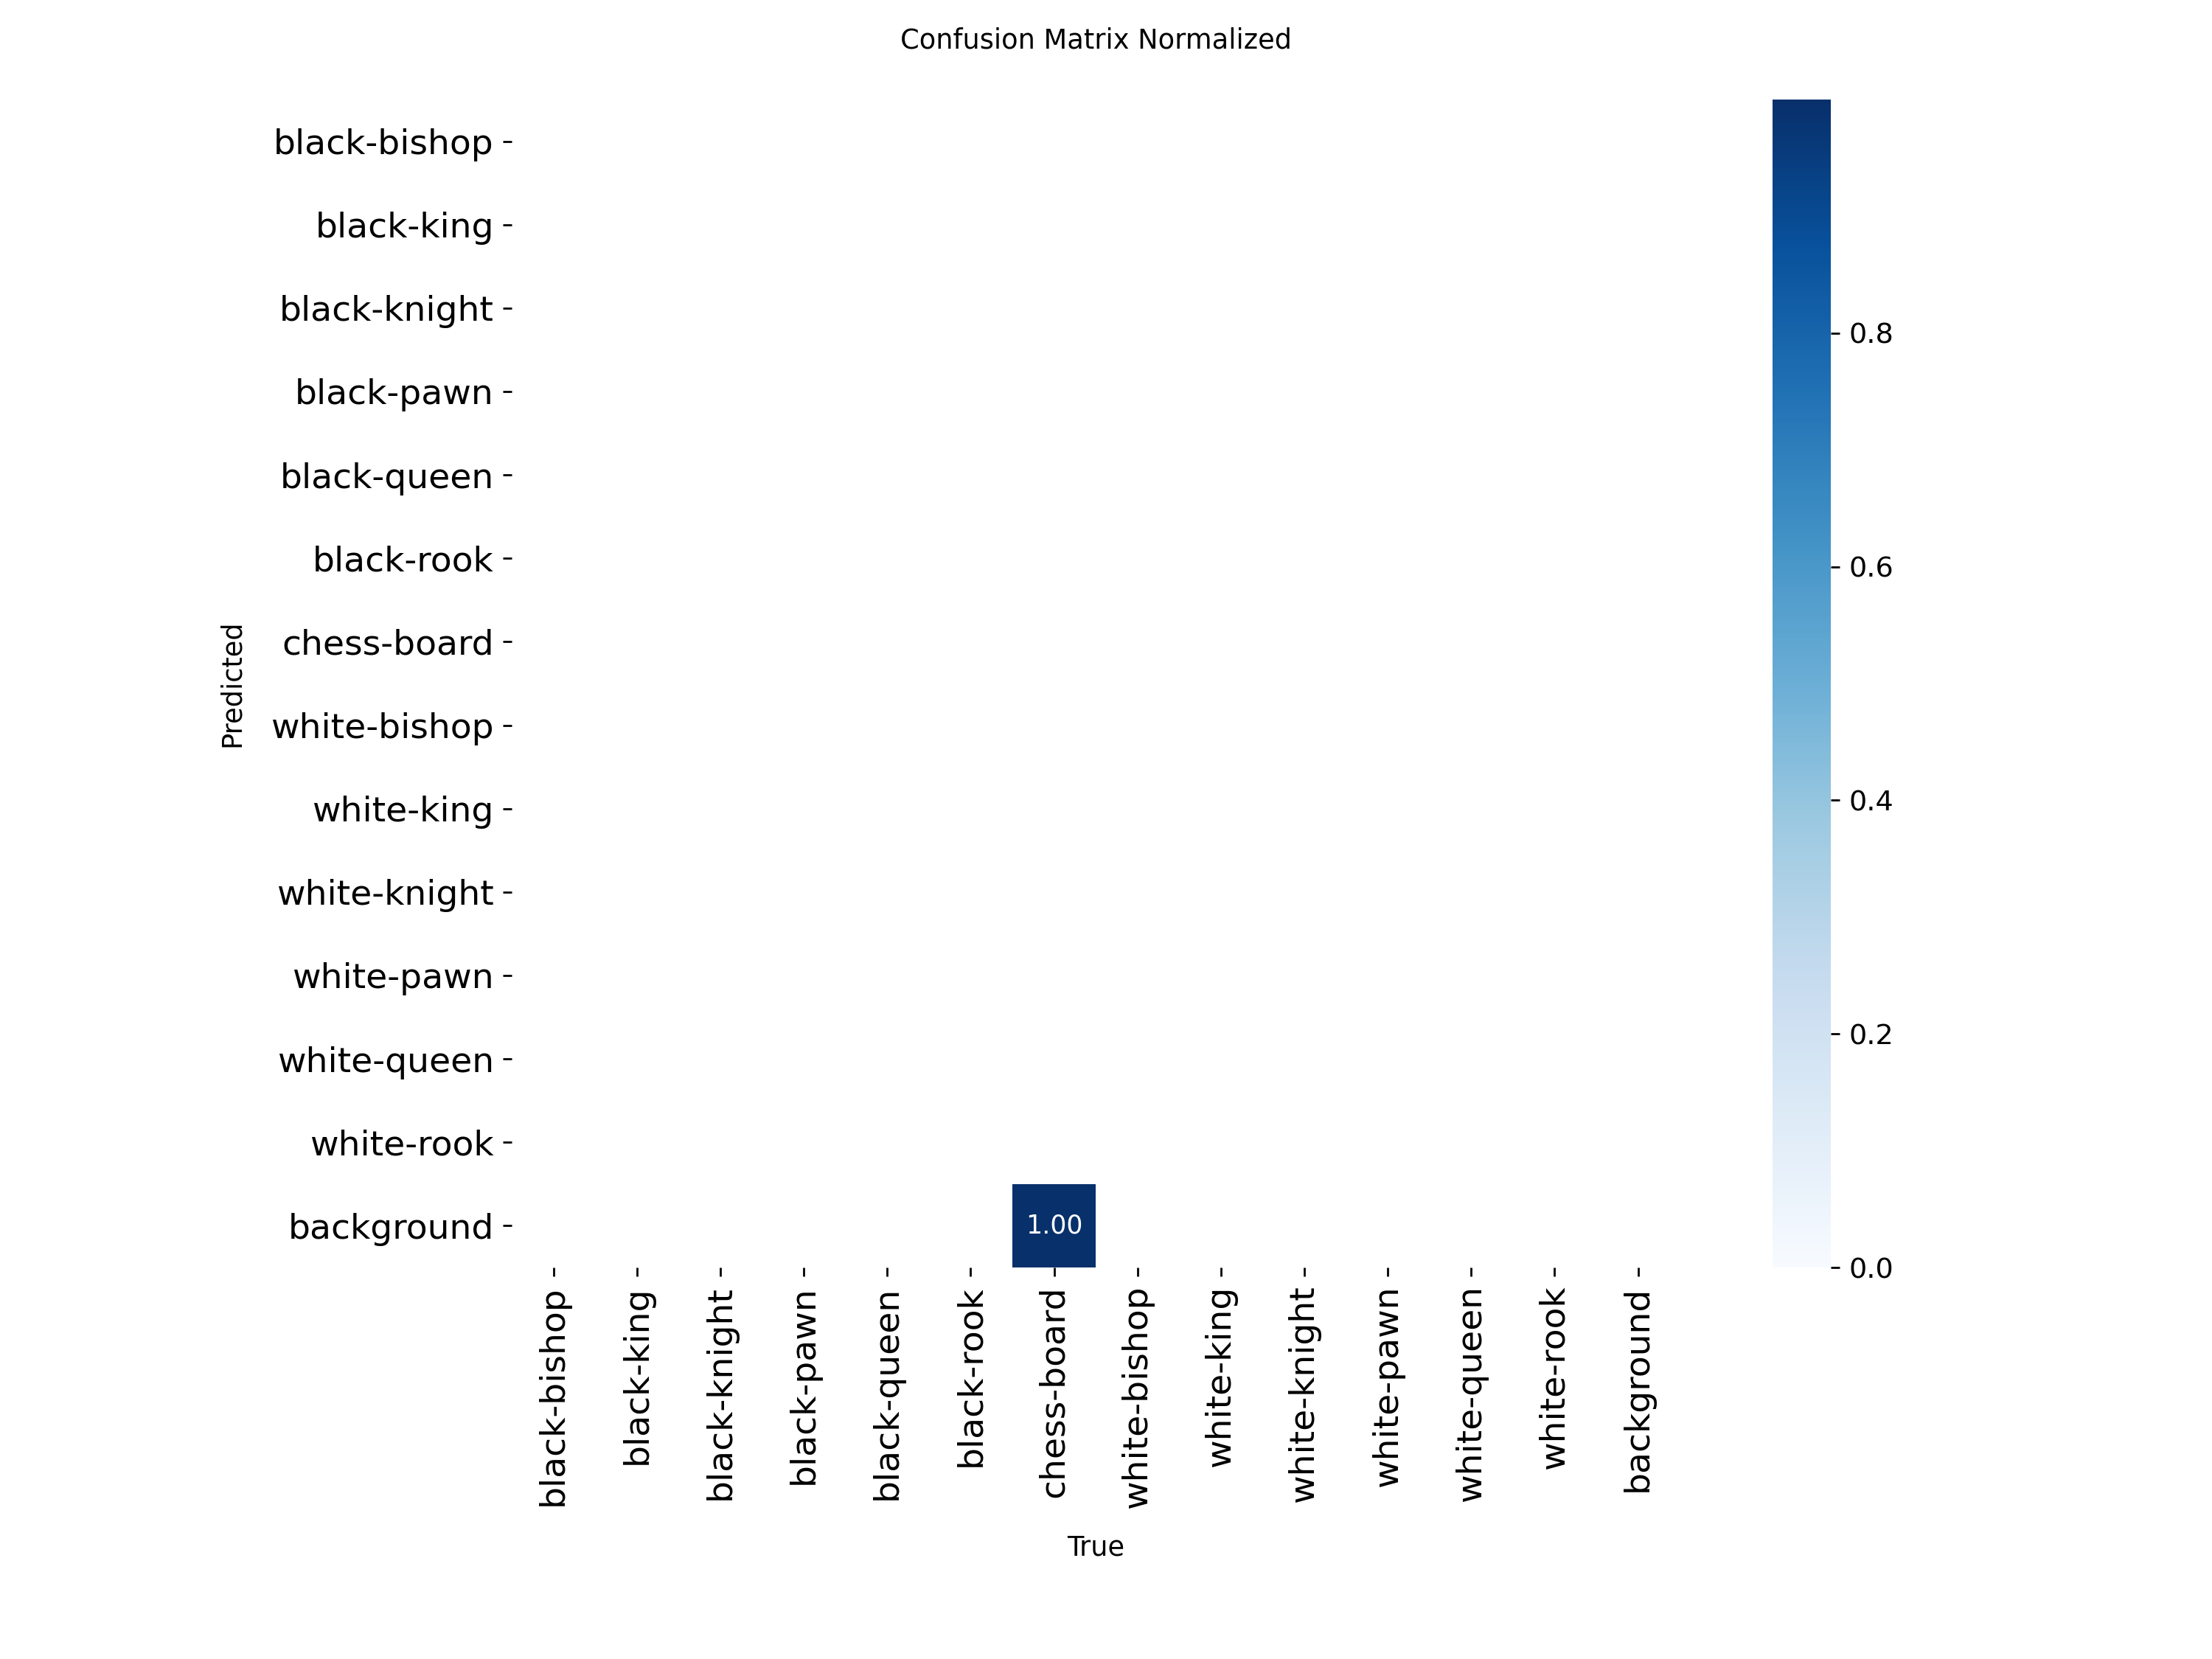 Confusion Matrix Normalized
black-bishop
black-king
black-knight
black-pawn
black-queen
black-rook
chess-board
white-bishop
white-king
white-knight
white-pawn
white-queen
white-rook
background
Predicted
1.00
black-bishop
black-king
black-knight
black-pawn
black-queen
black-rook
chess-board
white-bishop
white-king
white-knight
white-pawn
white-queen
white-rook
background
True
0.8
0.6
0.4
0.2
0.0